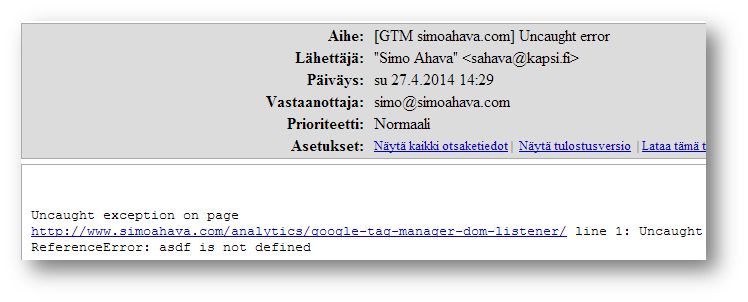 Aihe: [GTM simoahava.com] Uncaught error
Lähettäjä: "Simo Ahava" <sahava@kapsi.fi>
Päiväys: su 27.4.2014 14:29
Vastaanottaja: simo@simoahava.com
Prioriteetti: Normaali
Asetukset: Näytä kaikki otsaketiedot | Näytä tulostusversio | Lataa tämä t
Uncaught exception on page
http://www.simoahava.com/analytics/google-tag-manager-dom-listener/ line 1: Uncaught
ReferenceError: asdf is not defined